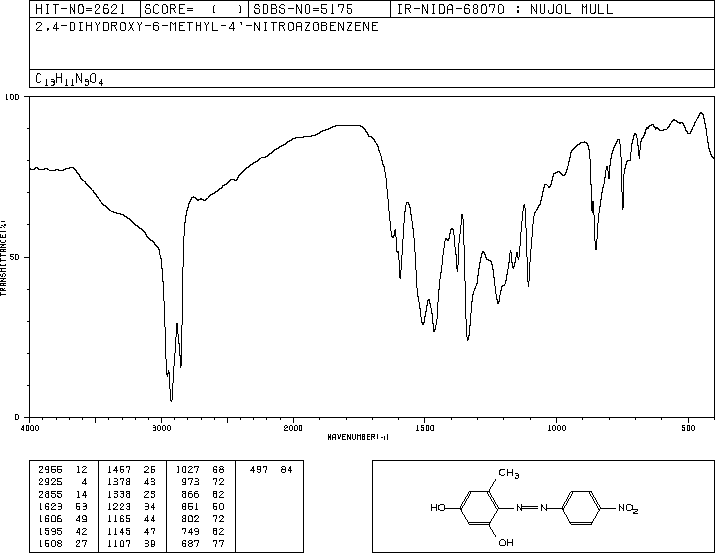 HIT-NO=2621 SCORE= ( ) SDBS-NO=5175 IR-NIDA-68070 : NUJOL MULL
2,4-DIHYDROXY-6-METHYL-4'-NITROAZOBENZENE
C13H11N3O4
100
TRANSMITTANCE(%)
50
0
4000 3000 2000 1500 1000 500
WAVENUMBER(-1)
2955 12 1457 26 1027 68 497 84
2925 4 1378 43 973 72
2855 14 1338 23 866 62
1623 53 1223 34 851 50
1606 49 1165 44 802 72
1595 42 1145 47 749 62
1508 27 1107 39 687 77
CH3
HO N N NO2
OH